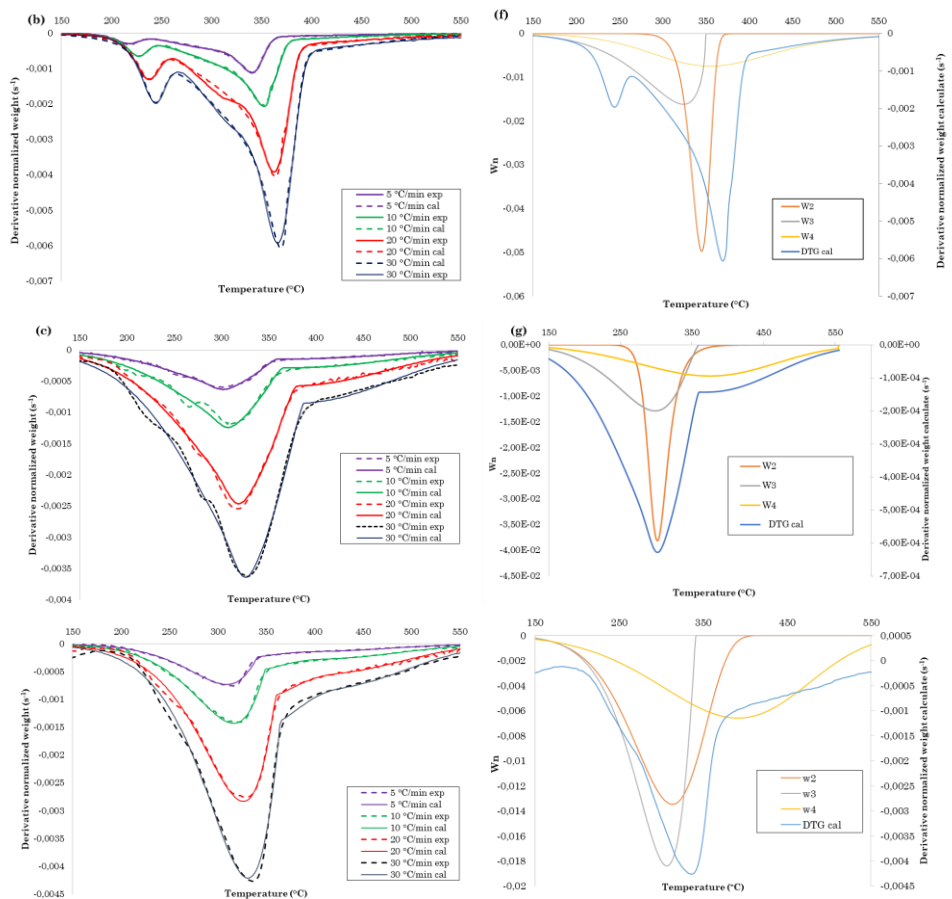 (b)
150 200 250 300 350 400 450 500 550
0
-0,001
-0,002
-0,003
-0,004
-0,005
-0,006
-0,007
Derivative normalized weight (s-1)
Temperature (°C)
5 °C/min exp
5 °C/min cal
10 °C/min exp
10 °C/min cal
20 °C/min exp
20 °C/min cal
30 °C/min cal
30 °C/min exp
(f)
150 200 250 300 350 400 450 500 550
0
-0,01
-0,02
-0,03
-0,04
-0,05
-0,06
Wn
0
-0,001
-0,002
-0,003
-0,004
-0,005
-0,006
-0,007
Derivative normalized weight calculate (s-1)
Temperature (°C)
W2
W3
W4
DTG cal
(c)
150 200 250 300 350 400 450 500 550
0
-0,0005
-0,001
-0,0015
-0,002
-0,0025
-0,003
-0,0035
-0,004
Derivative normalized weight (s-1)
Temperature (°C)
5 °C/min exp
5 °C/min cal
10 °C/min exp
10 °C/min cal
20 °C/min exp
20 °C/min cal
30 °C/min exp
30 °C/min cal
(g)
150 250 350 450 550
0.00E+00
-5.00E-03
-1.00E-02
-1.50E-02
-2.00E-02
-2.50E-02
-3.00E-02
-3.50E-02
-4.00E-02
-4.50E-02
Wn
0.00E+00
-1.00E-04
-2.00E-04
-3.00E-04
-4.00E-04
-5.00E-04
-6.00E-04
-7.00E-04
Derivative normalized weight calculate (s-1)
Temperature (°C)
W2
W3
W4
DTG cal
150 200 250 300 350 400 450 500 550
0
-0,0005
-0,001
-0,0015
-0,002
-0,0025
-0,003
-0,0035
-0,004
-0,0045
Derivative normalized weight (s-1)
Temperature (°C)
5 °C/min exp
5 °C/min cal
10 °C/min exp
10 °C/min cal
20 °C/min exp
20 °C/min cal
30 °C/min exp
30 °C/min cal
150 250 350 450 550
0
-0,002
-0,004
-0,006
-0,008
-0,01
-0,012
-0,014
-0,016
-0,018
-0,02
Wn
0,0005
0
-0,0005
-0,001
-0,0015
-0,002
-0,0025
-0,003
-0,0035
-0,004
-0,0045
Derivative normalized weight calculate (s-1)
Temperature (°C)
w2
w3
w4
DTG cal